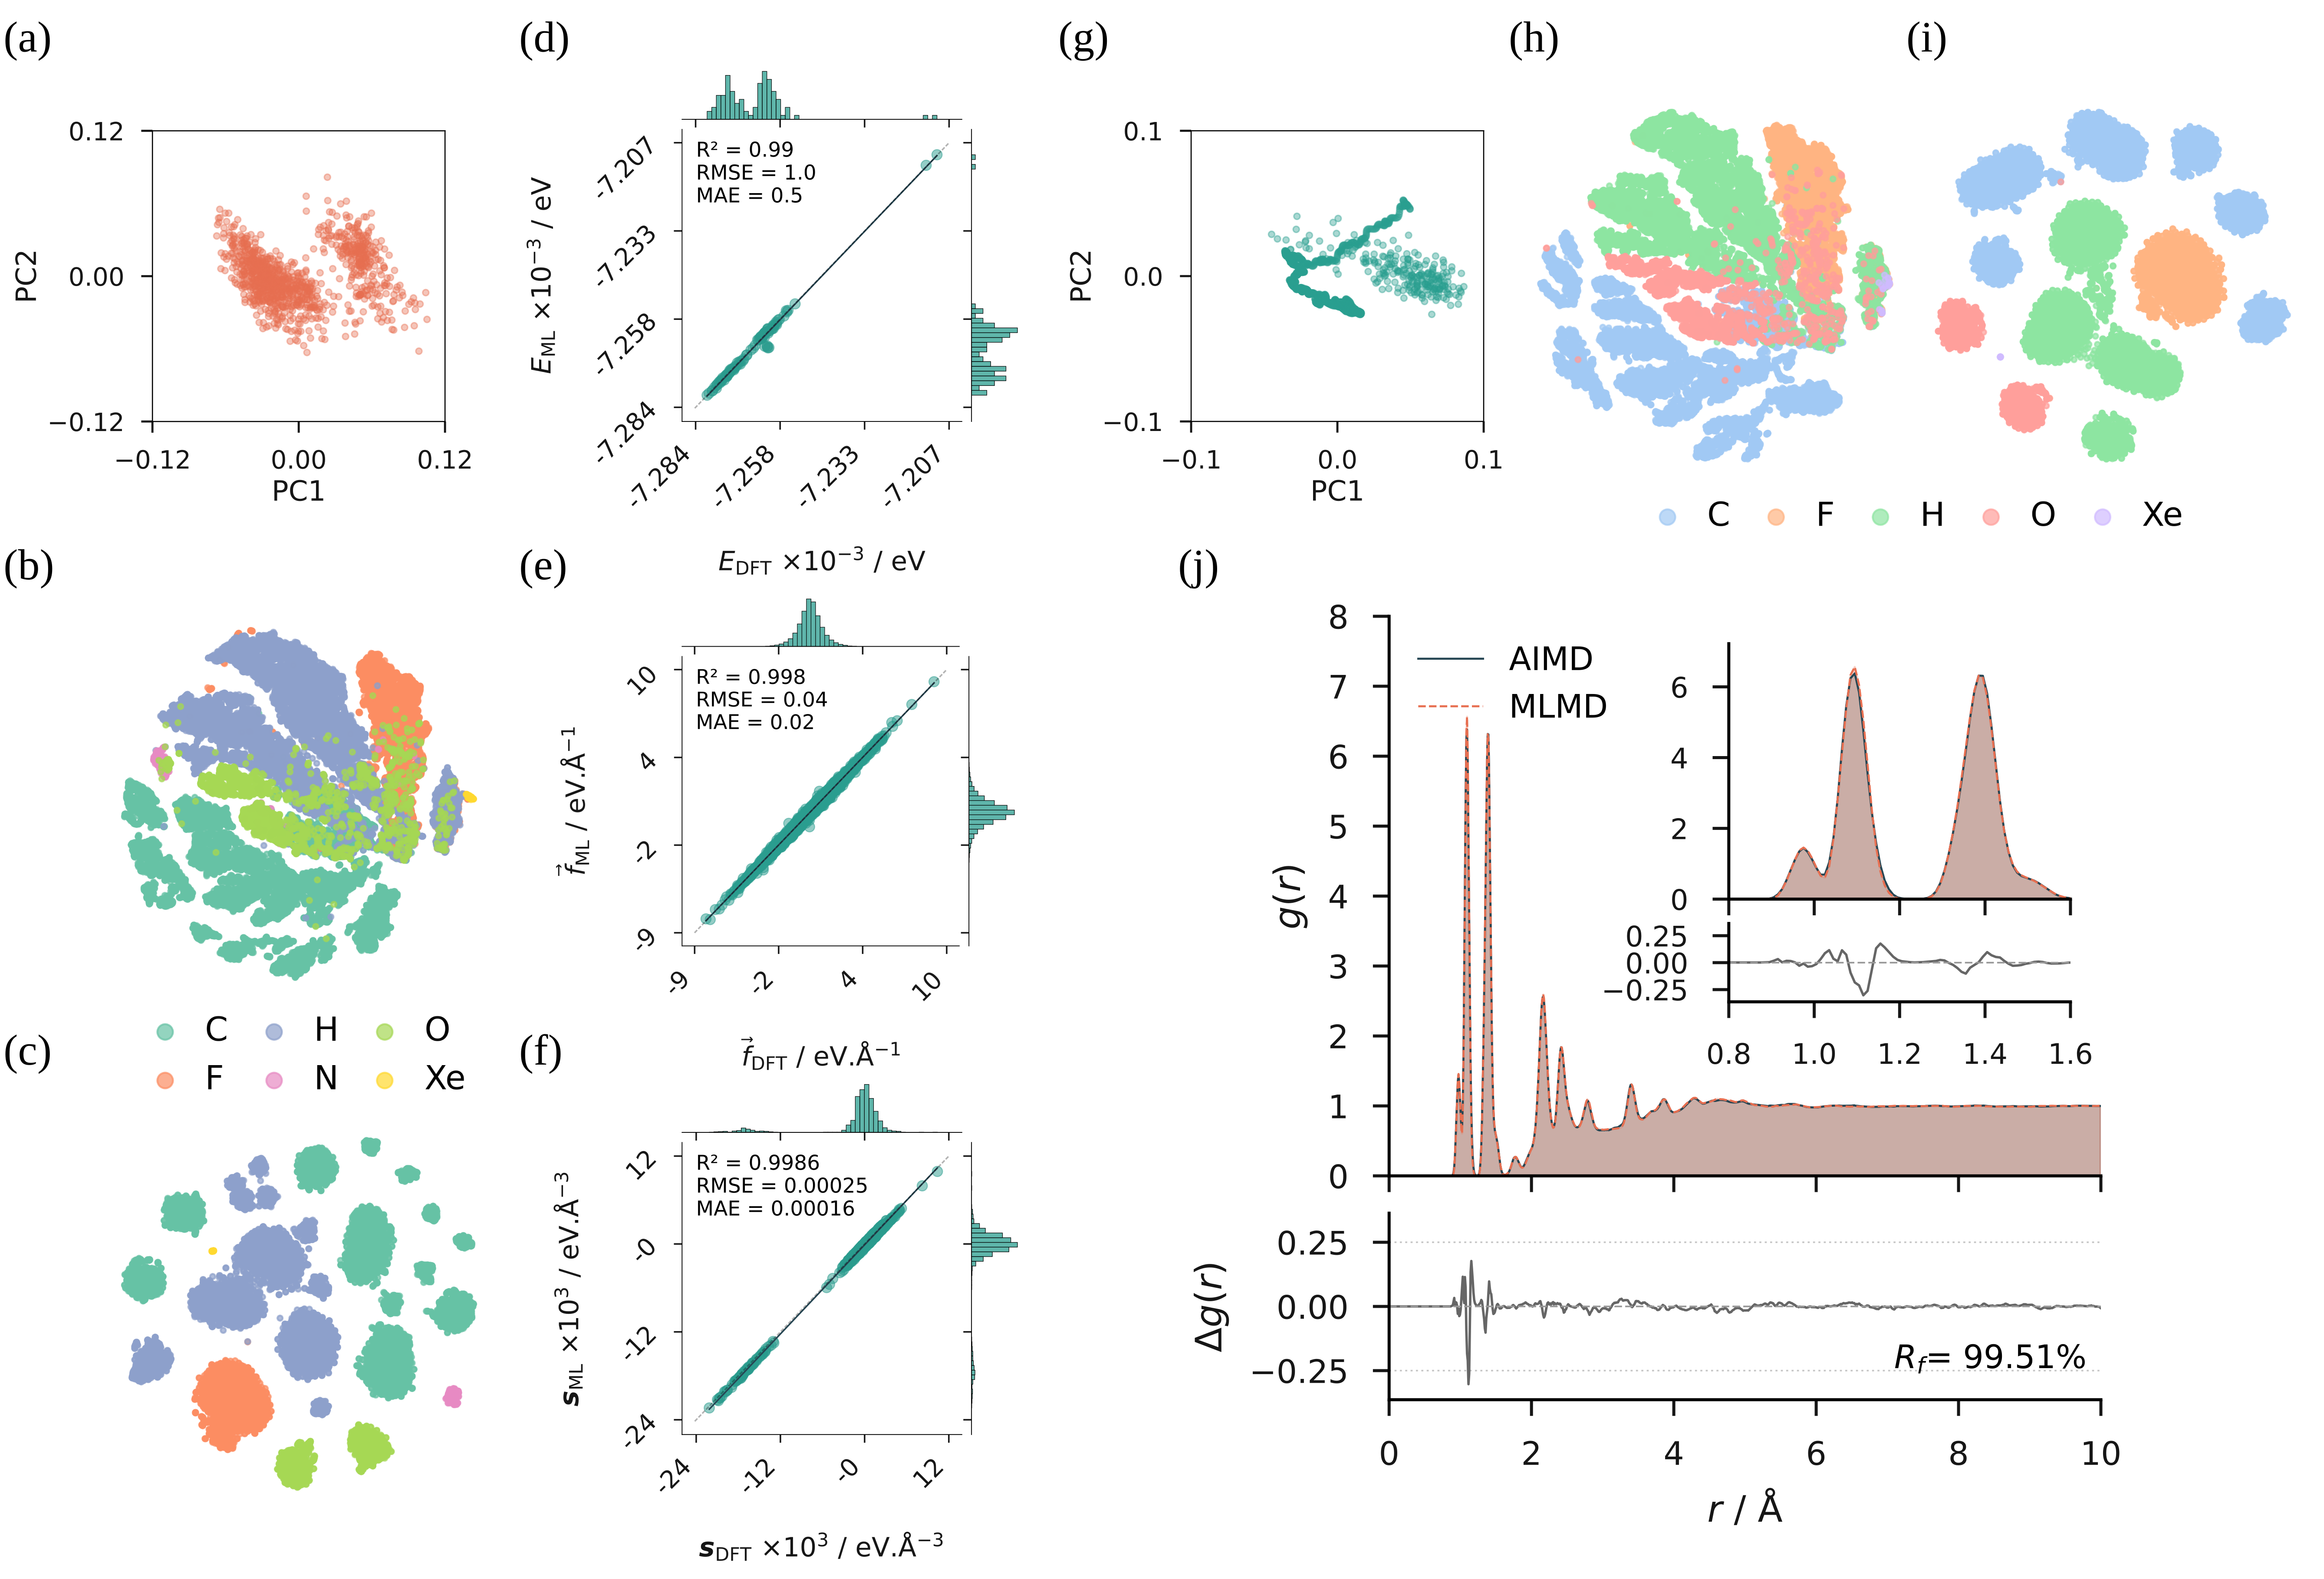 (a)
0.12
0.00
−0.12
PC2
−0.12 0.00 0.12
PC1
(b)
C H O
F N Xe
(c)
(d)
R² = 0.99
RMSE = 1.0
MAE = 0.5
-7.207
-7.233
-7.258
-7.284
E_ML ×10⁻³ / eV
-7.284 -7.258 -7.233 -7.207
E_DFT ×10⁻³ / eV
(e)
R² = 0.998
RMSE = 0.04
MAE = 0.02
10
4
-2
-9
f⃗_ML / eV.Å⁻¹
-9 -2 4 10
f⃗_DFT / eV.Å⁻¹
(f)
R² = 0.9986
RMSE = 0.00025
MAE = 0.00016
12
-0
-12
-24
s_ML ×10³ / eV.Å⁻³
-24 -12 -0 12
s_DFT ×10³ / eV.Å⁻³
(g)
0.1
0.0
−0.1
PC2
−0.1 0.0 0.1
PC1
(h)
(i)
C F H O Xe
(j)
8
7
6
5
4
3
2
1
0
g(r)
AIMD
MLMD
6
4
2
0
0.25
0.00
−0.25
0.8 1.0 1.2 1.4 1.6
0.25
0.00
−0.25
Δg(r)
R_f= 99.51%
0 2 4 6 8 10
r / Å